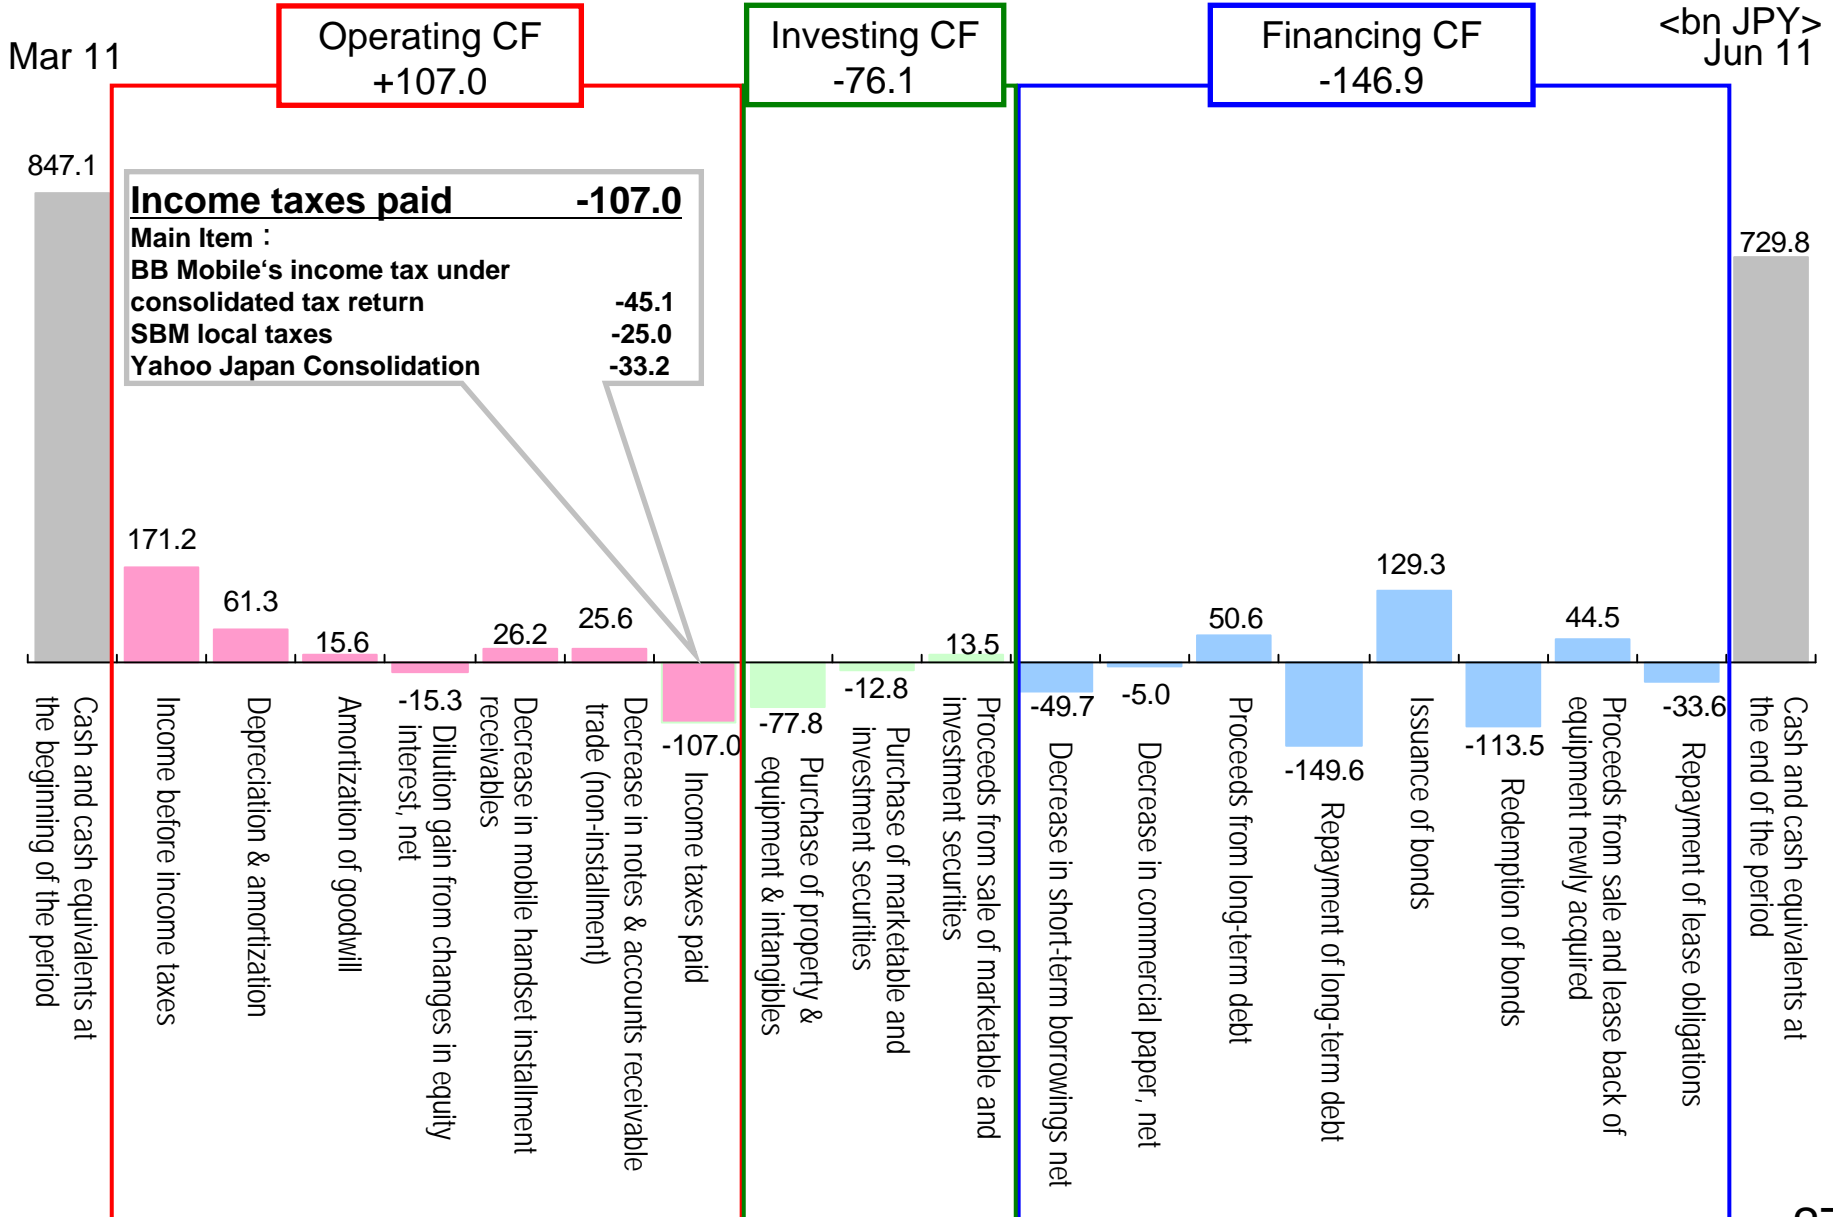 Mar 11
Operating CF
+107.0
Investing CF
-76.1
Financing CF
-146.9
<bn JPY>
Jun 11
847.1
Income taxes paid -107.0
Main Item：
BB Mobile‘s income tax under
consolidated tax return -45.1
SBM local taxes -25.0
Yahoo Japan Consolidation -33.2
729.8
171.2
61.3
15.6
-15.3
26.2
25.6
-107.0
-77.8
-12.8
13.5
-49.7
-5.0
50.6
-149.6
129.3
-113.5
44.5
-33.6
Cash and cash equivalents at
the beginning of the period
Income before income taxes
Depreciation & amortization
Amortization of goodwill
Dilution gain from changes in equity
interest, net
Decrease in mobile handset installment
receivables
Decrease in notes & accounts receivable
trade (non-installment)
Income taxes paid
Purchase of property &
equipment & intangibles
Purchase of marketable and
investment securities
Proceeds from sale of marketable and
investment securities
Decrease in short-term borrowings net
Decrease in commercial paper, net
Proceeds from long-term debt
Repayment of long-term debt
Issuance of bonds
Redemption of bonds
Proceeds from sale and lease back of
equipment newly acquired
Repayment of lease obligations
Cash and cash equivalents at
the end of the period